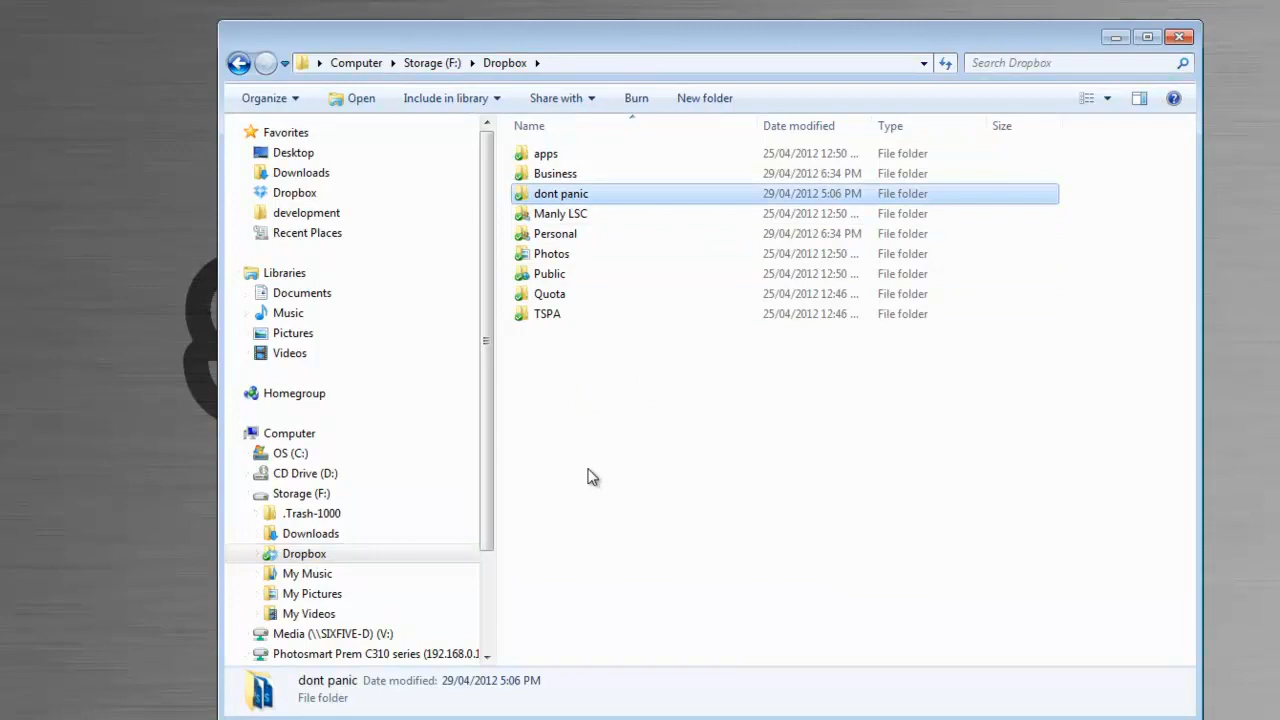 Computer Storage (F:) Dropbox
Search Dropbox
Organize Open Include in library Share with Burn New folder
Favorites
Desktop
Downloads
Dropbox
development
Recent Places
Libraries
Documents
Music
Pictures
Videos
Homegroup
Computer
OS (C:)
CD Drive (D:)
Storage (F:)
.Trash-1000
Downloads
Dropbox
My Music
My Pictures
My Videos
Media (\\SIXFIVE-D) (V:)
Photosmart Prem C310 series (192.168.0.1
Name Date modified Type Size
apps 25/04/2012 12:50 ... File folder
Business 29/04/2012 6:34 PM File folder
dont panic 29/04/2012 5:06 PM File folder
Manly LSC 25/04/2012 12:50 ... File folder
Personal 29/04/2012 6:34 PM File folder
Photos 25/04/2012 12:50 ... File folder
Public 25/04/2012 12:50 ... File folder
Quota 25/04/2012 12:46 ... File folder
TSPA 25/04/2012 12:46 ... File folder
dont panic Date modified: 29/04/2012 5:06 PM
File folder